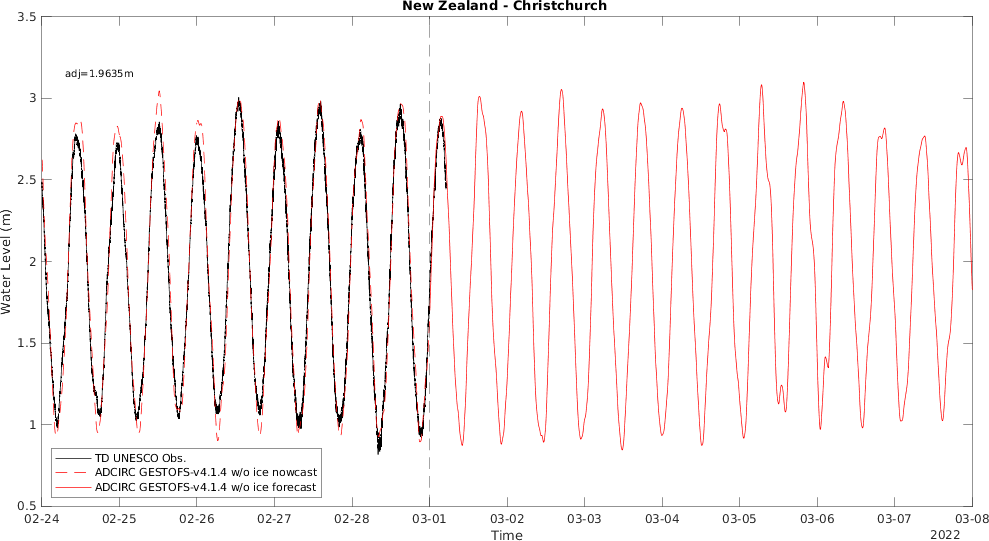 New Zealand - Christchurch
3.5
adj=1.9635m
3
2.5
2
1.5
1
0.5
Water Level (m)
TD UNESCO Obs.
ADCIRC GESTOFS-v4.1.4 w/o ice nowcast
ADCIRC GESTOFS-v4.1.4 w/o ice forecast
02-24 02-25 02-26 02-27 02-28 03-01 03-02 03-03 03-04 03-05 03-06 03-07 03-08
Time
2022